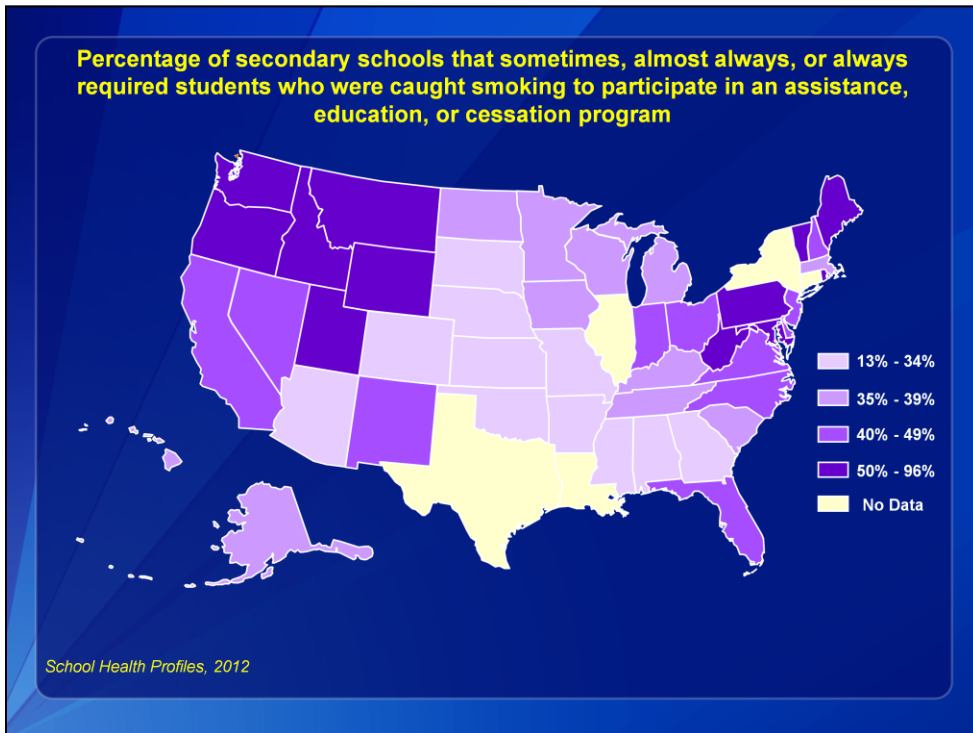 Percentage of secondary schools that sometimes, almost always, or always
required students who were caught smoking to participate in an assistance,
education, or cessation program
13% - 34%
35% - 39%
40% - 49%
50% - 96%
No Data
School Health Profiles, 2012